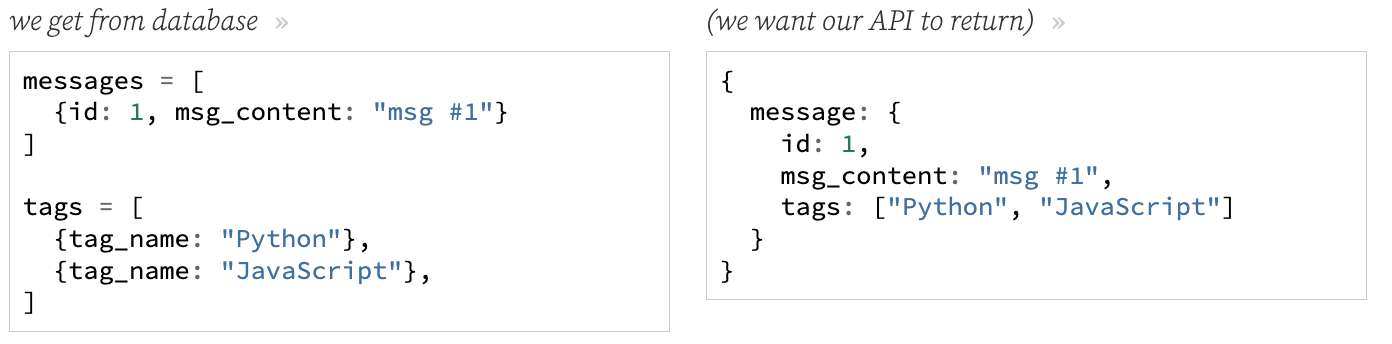 we get from database »
messages = [
  {id: 1, msg_content: "msg #1"}
]

tags = [
  {tag_name: "Python"},
  {tag_name: "JavaScript"},
]
(we want our API to return) »
{
  message: {
    id: 1,
    msg_content: "msg #1",
    tags: ["Python", "JavaScript"]
  }
}